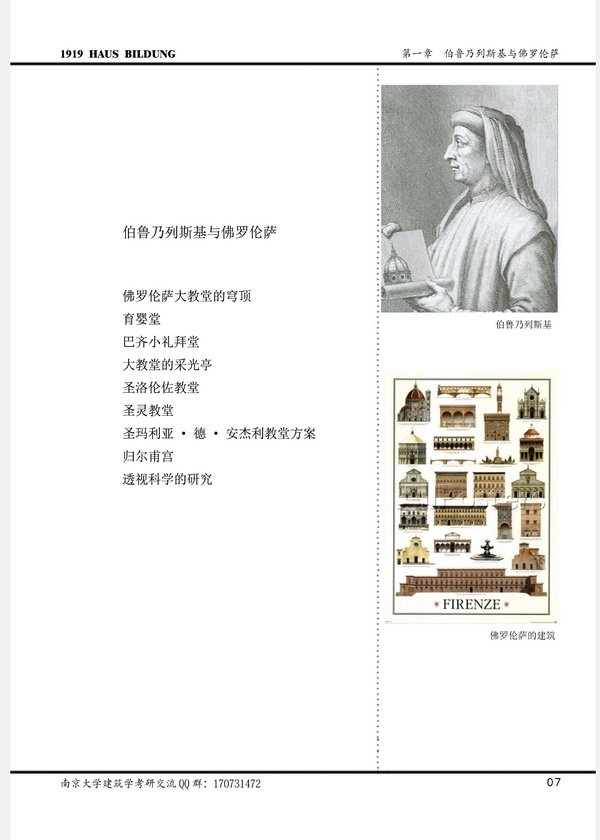 1919 HAUS BILDUNG
第一章 伯鲁乃列斯基与佛罗伦萨
伯鲁乃列斯基与佛罗伦萨
佛罗伦萨大教堂的穹顶
育婴堂
巴齐小礼拜堂
大教堂的采光亭
圣洛伦佐教堂
圣灵教堂
圣玛利亚 • 德 • 安杰利教堂方案
归尔甫宫
透视科学的研究
伯鲁乃列斯基
* FIRENZE *
佛罗伦萨的建筑
南京大学建筑学考研交流QQ群：170731472
07